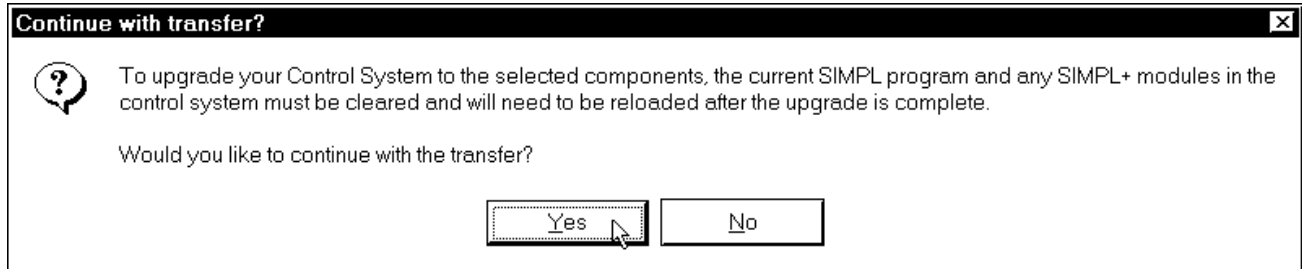 Continue with transfer?
To upgrade your Control System to the selected components, the current SIMPL program and any SIMPL+ modules in the
control system must be cleared and will need to be reloaded after the upgrade is complete.
Would you like to continue with the transfer?
Yes No